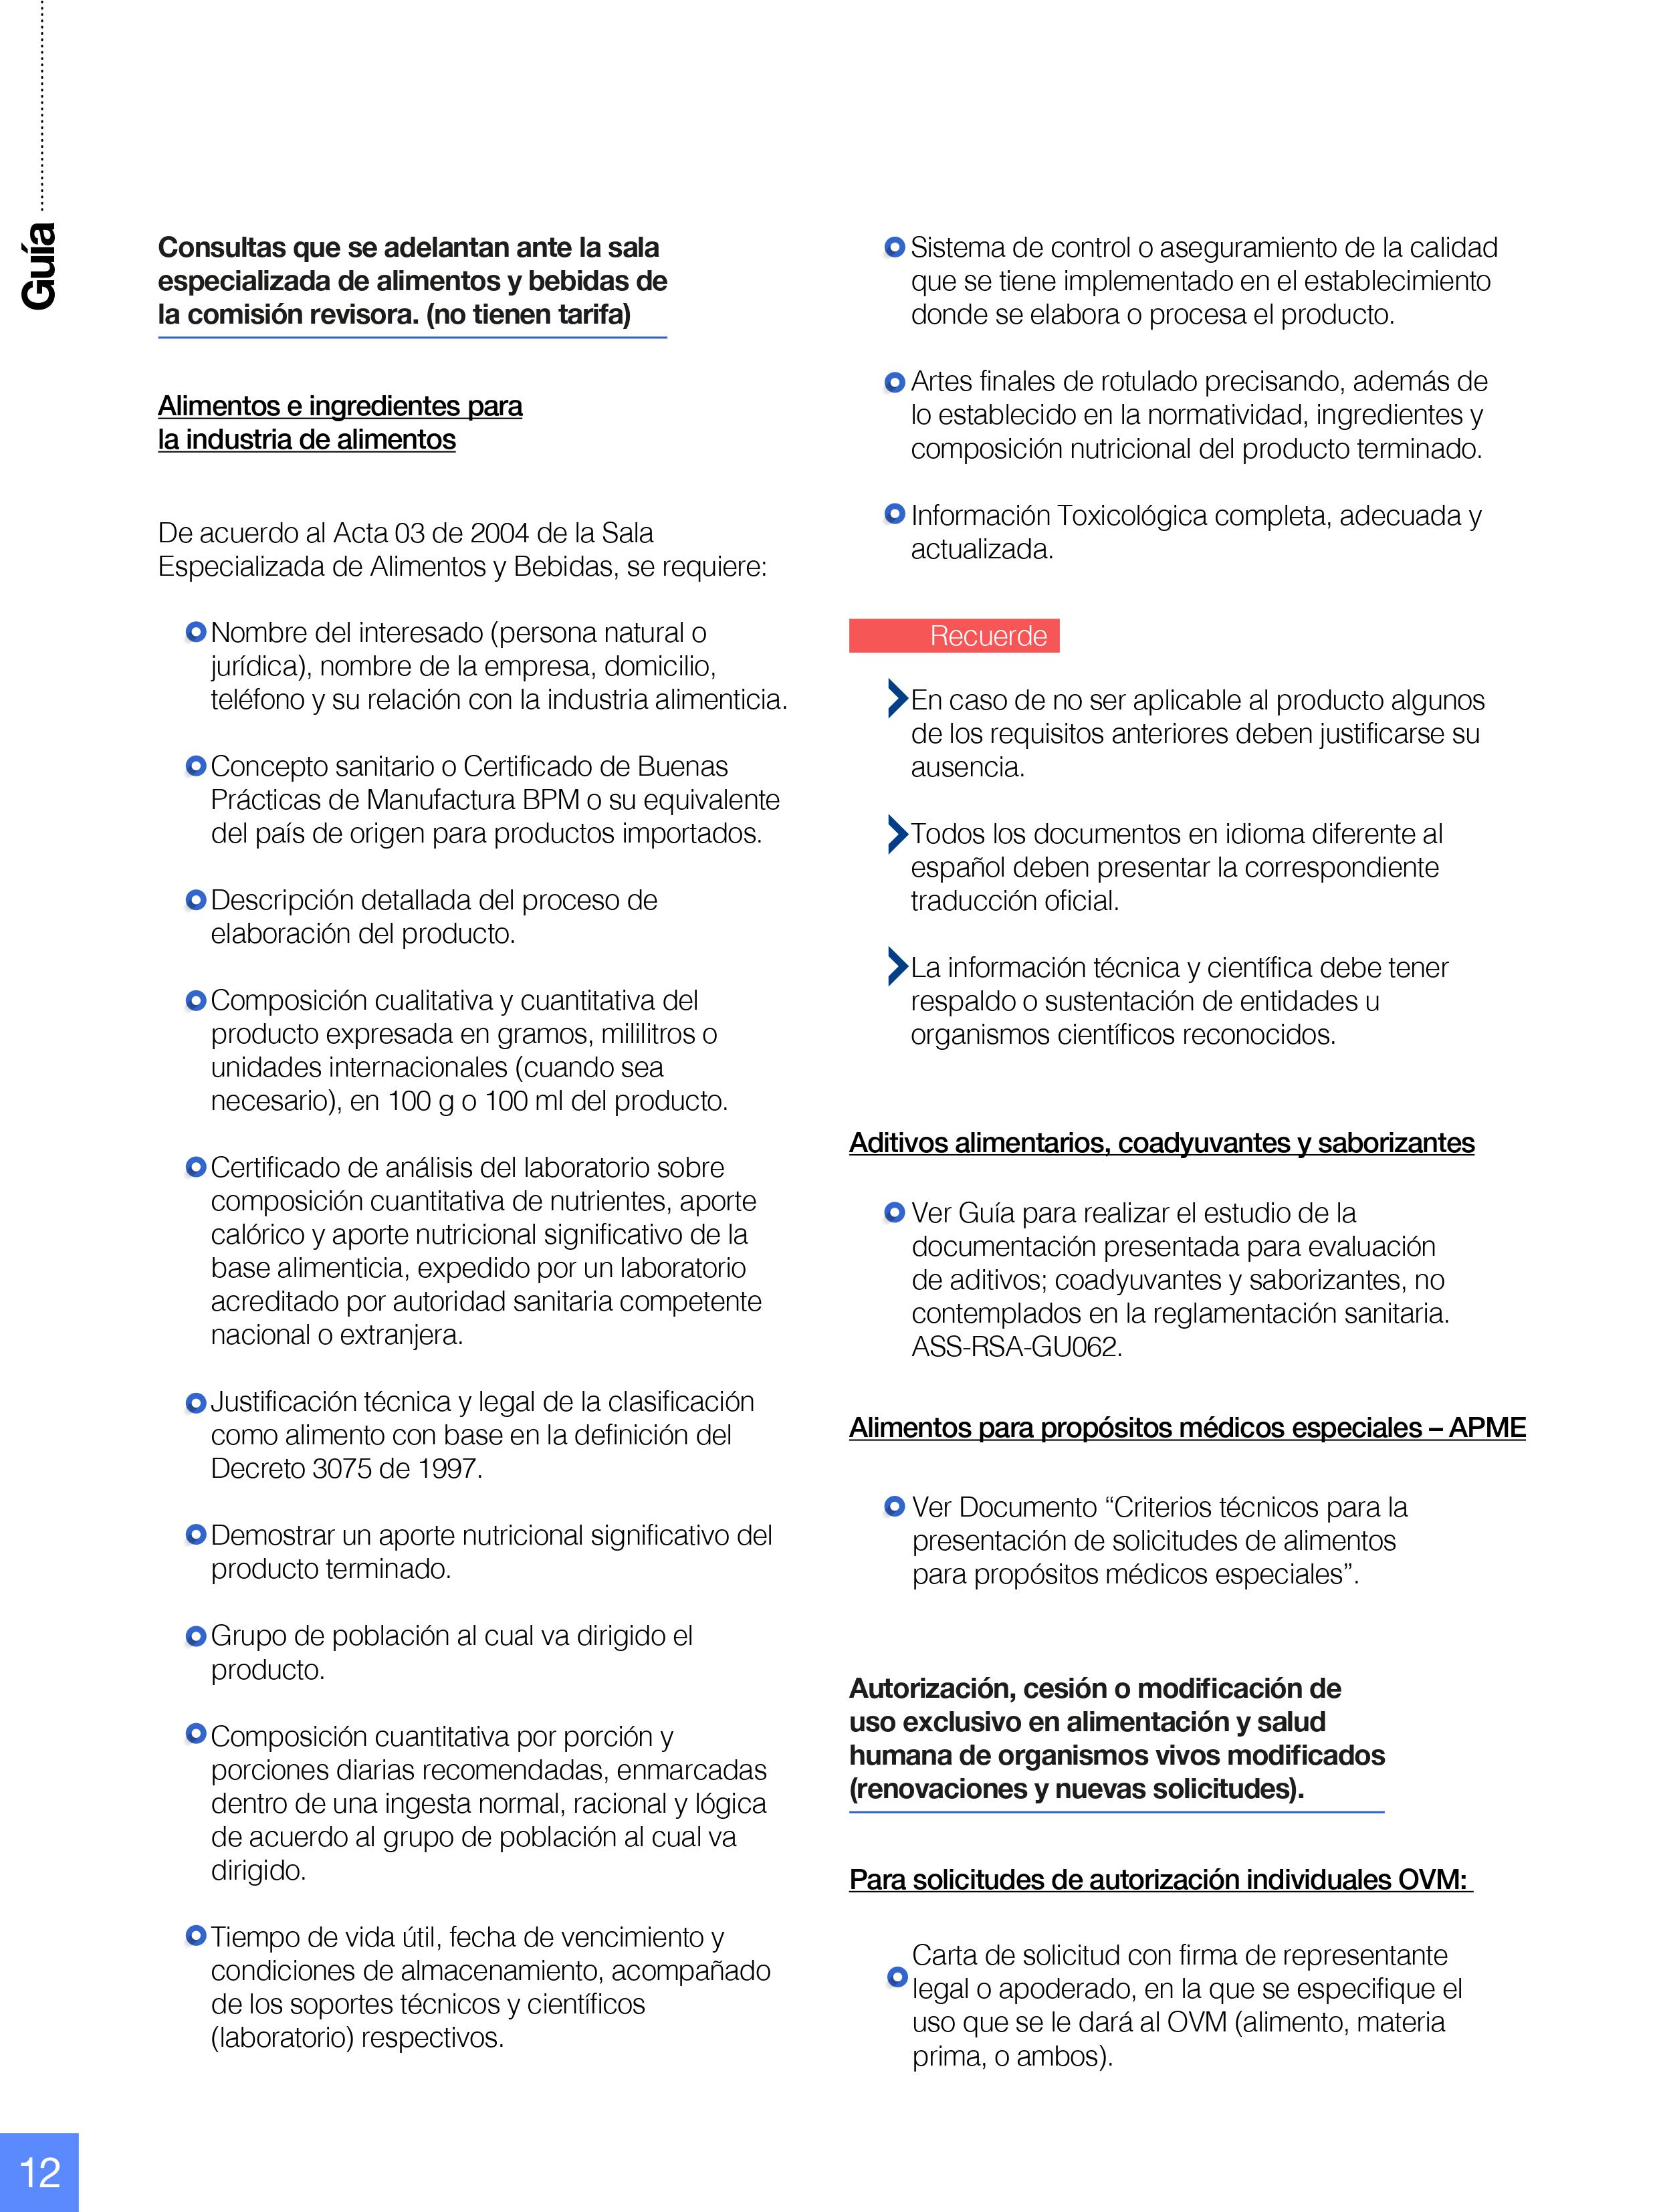 Guía
Consultas que se adelantan ante la sala
especializada de alimentos y bebidas de
la comisión revisora. (no tienen tarifa)
Alimentos e ingredientes para
la industria de alimentos
De acuerdo al Acta 03 de 2004 de la Sala
Especializada de Alimentos y Bebidas, se requiere:
Nombre del interesado (persona natural o
jurídica), nombre de la empresa, domicilio,
teléfono y su relación con la industria alimenticia.
Concepto sanitario o Certificado de Buenas
Prácticas de Manufactura BPM o su equivalente
del país de origen para productos importados.
Descripción detallada del proceso de
elaboración del producto.
Composición cualitativa y cuantitativa del
producto expresada en gramos, mililitros o
unidades internacionales (cuando sea
necesario), en 100 g o 100 ml del producto.
Certificado de análisis del laboratorio sobre
composición cuantitativa de nutrientes, aporte
calórico y aporte nutricional significativo de la
base alimenticia, expedido por un laboratorio
acreditado por autoridad sanitaria competente
nacional o extranjera.
Justificación técnica y legal de la clasificación
como alimento con base en la definición del
Decreto 3075 de 1997.
Demostrar un aporte nutricional significativo del
producto terminado.
Grupo de población al cual va dirigido el
producto.
Composición cuantitativa por porción y
porciones diarias recomendadas, enmarcadas
dentro de una ingesta normal, racional y lógica
de acuerdo al grupo de población al cual va
dirigido.
Tiempo de vida útil, fecha de vencimiento y
condiciones de almacenamiento, acompañado
de los soportes técnicos y científicos
(laboratorio) respectivos.
Sistema de control o aseguramiento de la calidad
que se tiene implementado en el establecimiento
donde se elabora o procesa el producto.
Artes finales de rotulado precisando, además de
lo establecido en la normatividad, ingredientes y
composición nutricional del producto terminado.
Información Toxicológica completa, adecuada y
actualizada.
Recuerde
En caso de no ser aplicable al producto algunos
de los requisitos anteriores deben justificarse su
ausencia.
Todos los documentos en idioma diferente al
español deben presentar la correspondiente
traducción oficial.
La información técnica y científica debe tener
respaldo o sustentación de entidades u
organismos científicos reconocidos.
Aditivos alimentarios, coadyuvantes y saborizantes
Ver Guía para realizar el estudio de la
documentación presentada para evaluación
de aditivos; coadyuvantes y saborizantes, no
contemplados en la reglamentación sanitaria.
ASS-RSA-GU062.
Alimentos para propósitos médicos especiales – APME
Ver Documento “Criterios técnicos para la
presentación de solicitudes de alimentos
para propósitos médicos especiales”.
Autorización, cesión o modificación de
uso exclusivo en alimentación y salud
humana de organismos vivos modificados
(renovaciones y nuevas solicitudes).
Para solicitudes de autorización individuales OVM:
Carta de solicitud con firma de representante
legal o apoderado, en la que se especifique el
uso que se le dará al OVM (alimento, materia
prima, o ambos).
12